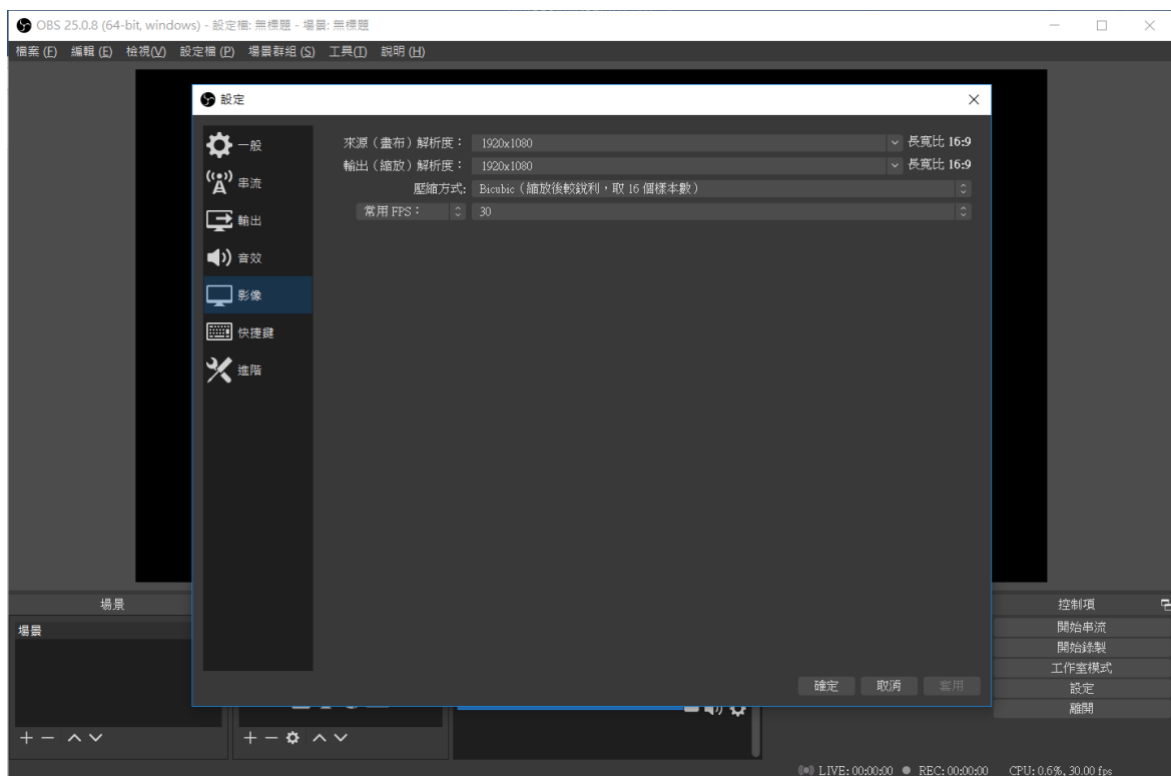 OBS 25.0.8 (64-bit, windows) - 設定檔: 無標題 - 場景: 無標題
檔案 (F) 編輯 (E) 檢視(V) 設定檔 (P) 場景群組 (S) 工具(T) 說明 (H)
設定
一般
串流
輸出
音效
影像
快捷鍵
進階
來源（畫布）解析度： 1920x1080 長寬比 16:9
輸出（縮放）解析度： 1920x1080 長寬比 16:9
壓縮方式: Bicubic（縮放後較銳利，取 16 個樣本數）
常用 FPS： 30
確定 取消 套用
場景
場景
控制項
開始串流
開始錄製
工作室模式
設定
離開
LIVE: 00:00:00 REC: 00:00:00 CPU: 0.6%, 30.00 fps